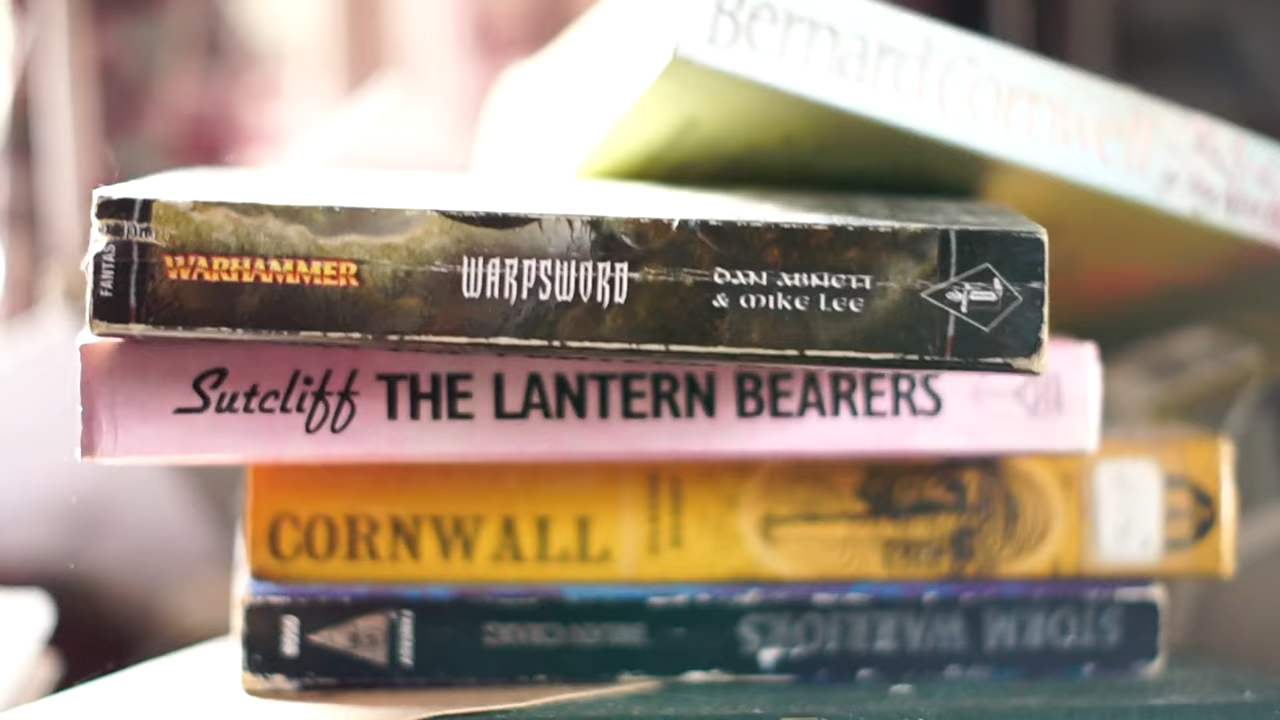 Bernard Cornwell
FANTASY
WARHAMMER
WARPSWORD
DAN ABNETT
& MIKE LEE
Sutcliff THE LANTERN BEARERS
CORNWALL
STORM WARRIORS